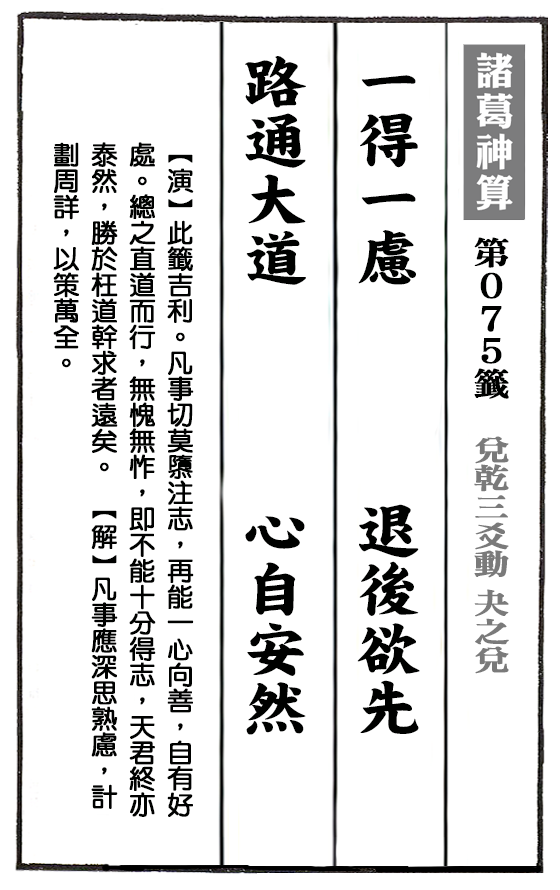 諸葛神算 第075籤 兌乾三爻動 夬之兌
一得一慮 退後欲先
路通大道 心自安然
【演】此籤吉利。凡事切莫隳注志，再能一心向善，自有好
處。總之直道而行，無愧無怍，即不能十分得志，天君終亦
泰然，勝於枉道幹求者遠矣。 【解】凡事應深思熟慮，計
劃周詳，以策萬全。